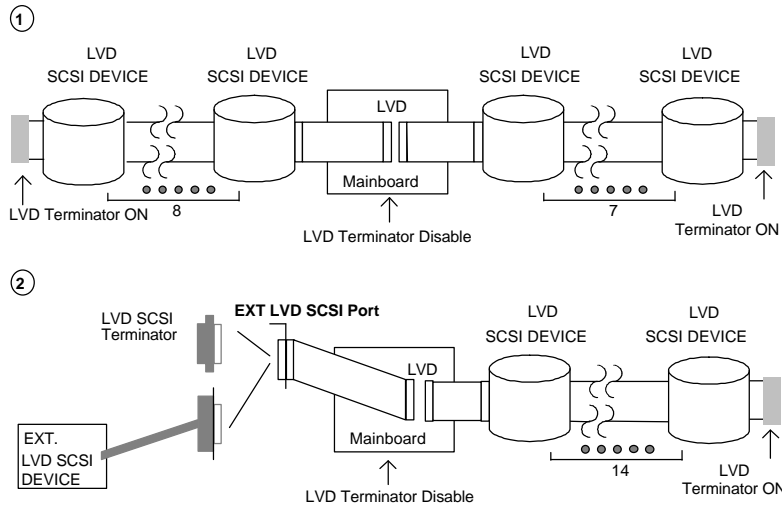 1
LVD
SCSI DEVICE
LVD
SCSI DEVICE
LVD
SCSI DEVICE
LVD
SCSI DEVICE
LVD
Mainboard
8
7
LVD Terminator ON
LVD Terminator Disable
LVD
Terminator ON
2
LVD SCSI
Terminator
EXT LVD SCSI Port
LVD
SCSI DEVICE
LVD
SCSI DEVICE
LVD
Mainboard
EXT.
LVD SCSI
DEVICE
14
LVD Terminator Disable
LVD
Terminator ON